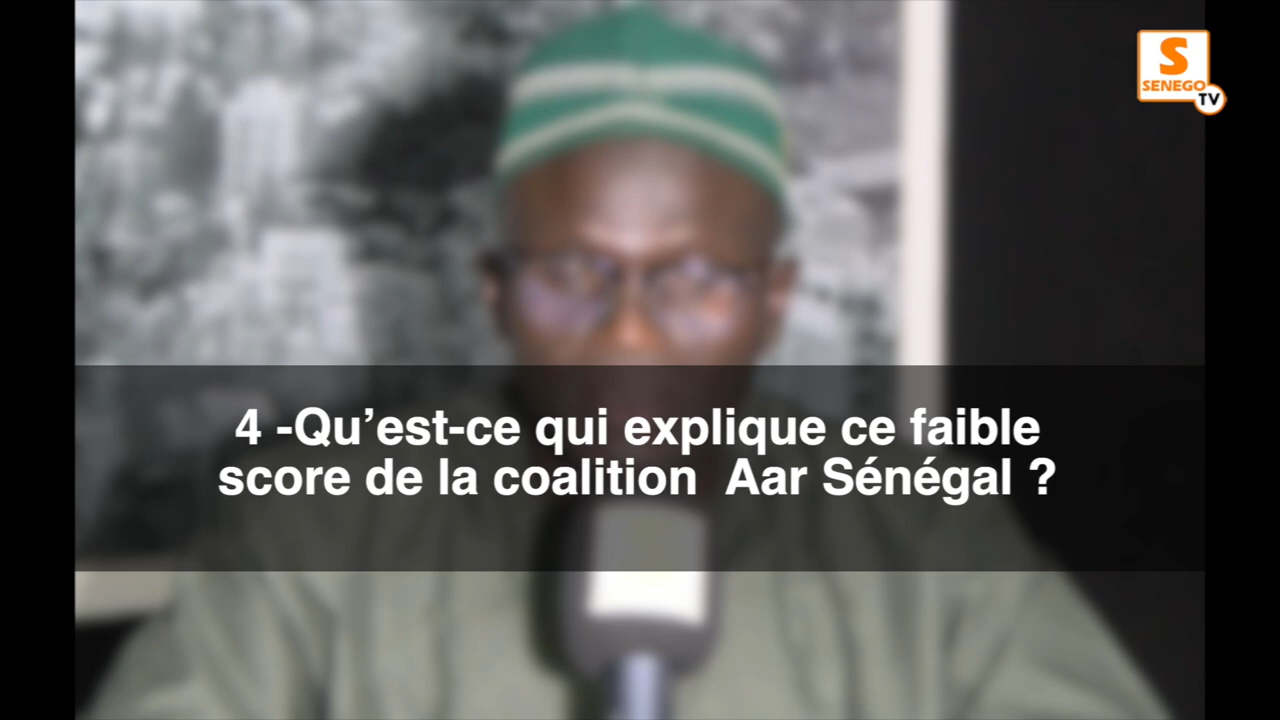 S
SENEGO
TV
4 -Qu’est-ce qui explique ce faible
score de la coalition  Aar Sénégal ?